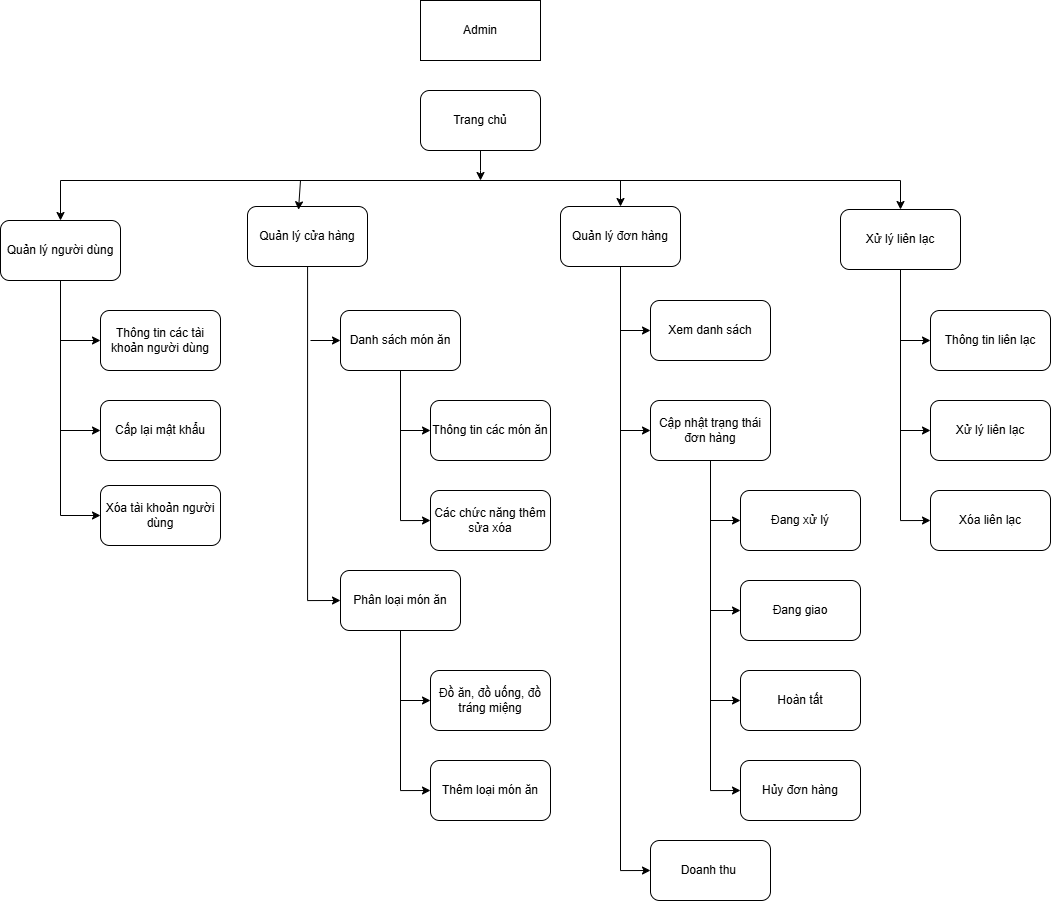 Admin
Trang chủ
Quản lý người dùng
Thông tin các tài
khoản người dùng
Cấp lại mật khẩu
Xóa tài khoản người
dùng
Quản lý cửa hàng
Danh sách món ăn
Thông tin các món ăn
Các chức năng thêm
sửa xóa
Phân loại món ăn
Đồ ăn, đồ uống, đồ
tráng miệng
Thêm loại món ăn
Quản lý đơn hàng
Xem danh sách
Cập nhật trạng thái
đơn hàng
Đang xử lý
Đang giao
Hoàn tất
Hủy đơn hàng
Doanh thu
Xử lý liên lạc
Thông tin liên lạc
Xử lý liên lạc
Xóa liên lạc